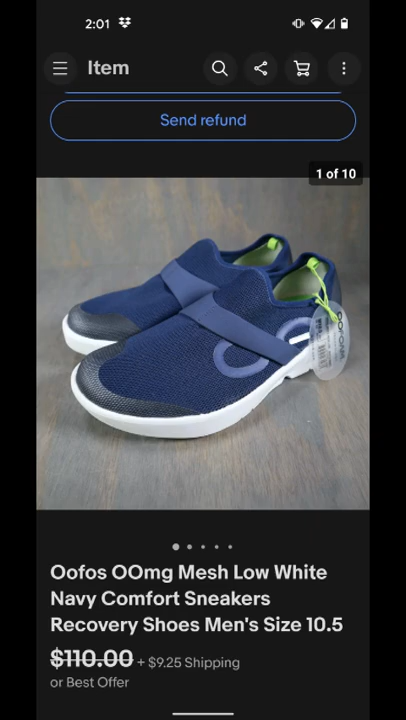 2:01
Item
Send refund
1 of 10
OOFOS
Oofos OOmg Mesh Low White
Navy Comfort Sneakers
Recovery Shoes Men's Size 10.5
$110.00 + $9.25 Shipping
or Best Offer